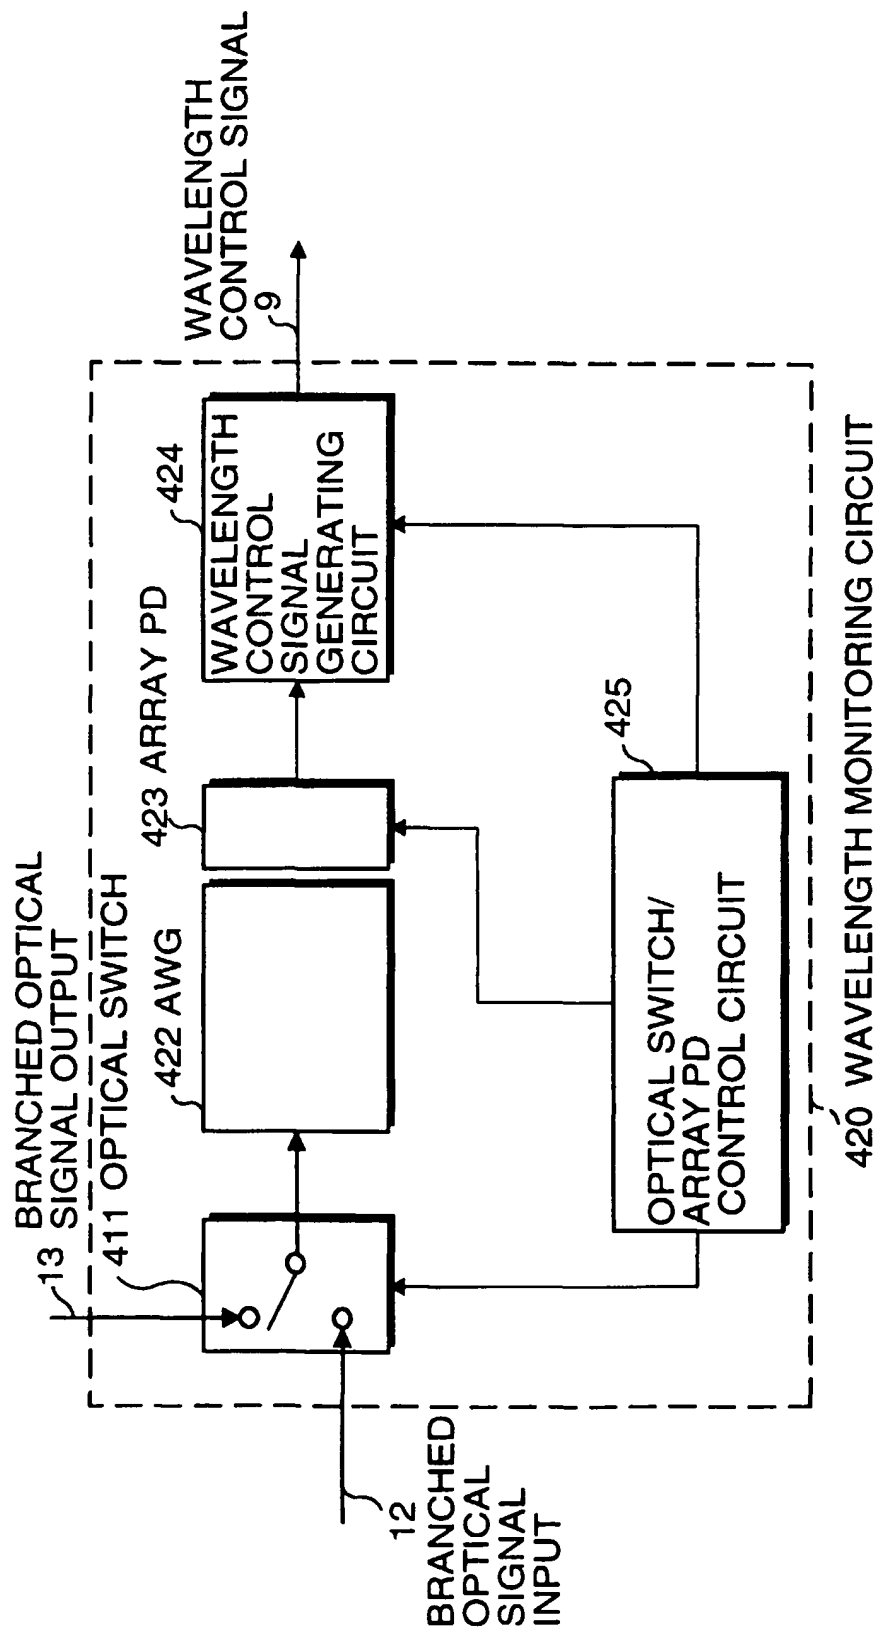 BRANCHED OPTICAL
SIGNAL OUTPUT
13
411 OPTICAL SWITCH
422 AWG
423 ARRAY PD
424
WAVELENGTH
CONTROL
SIGNAL
GENERATING
CIRCUIT
WAVELENGTH
CONTROL SIGNAL
9
12
BRANCHED
OPTICAL
SIGNAL
INPUT
425
OPTICAL SWITCH/
ARRAY PD
CONTROL CIRCUIT
420 WAVELENGTH MONITORING CIRCUIT